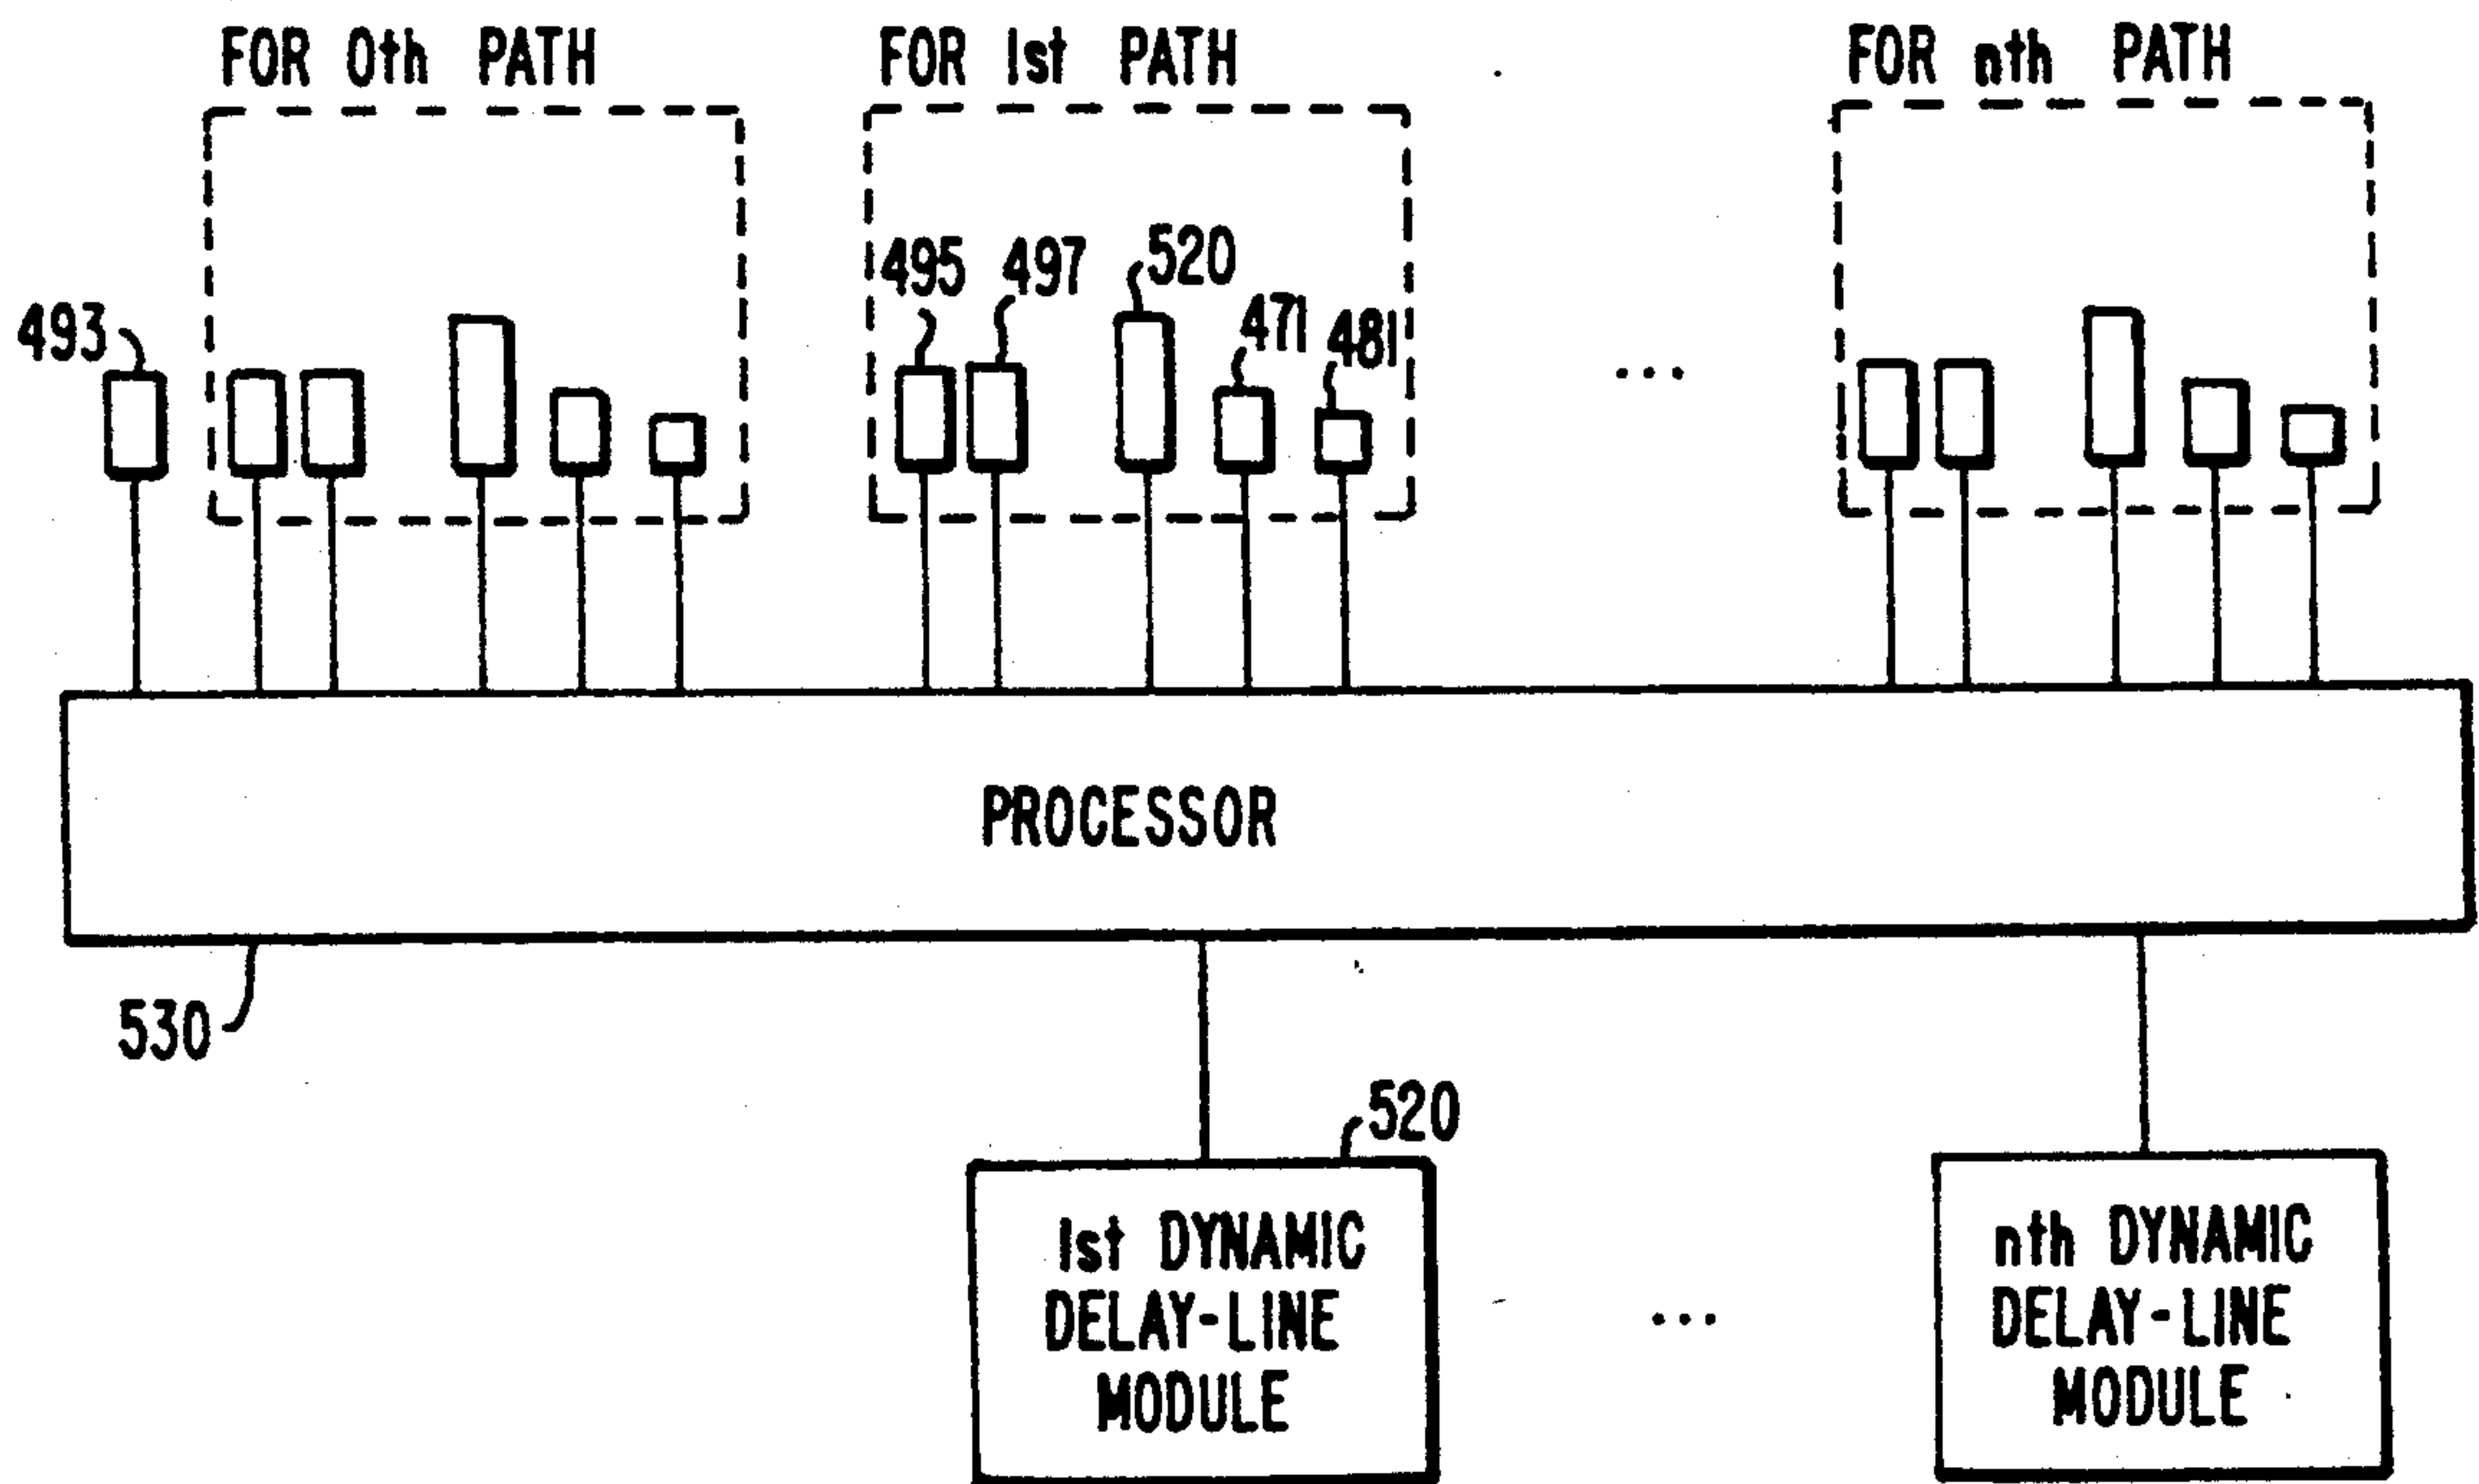 FOR 0th PATH
FOR 1st PATH
FOR nth PATH
493
495
497
520
471
481
...
PROCESSOR
530
520
1st DYNAMIC
DELAY-LINE
MODULE
...
nth DYNAMIC
DELAY-LINE
MODULE